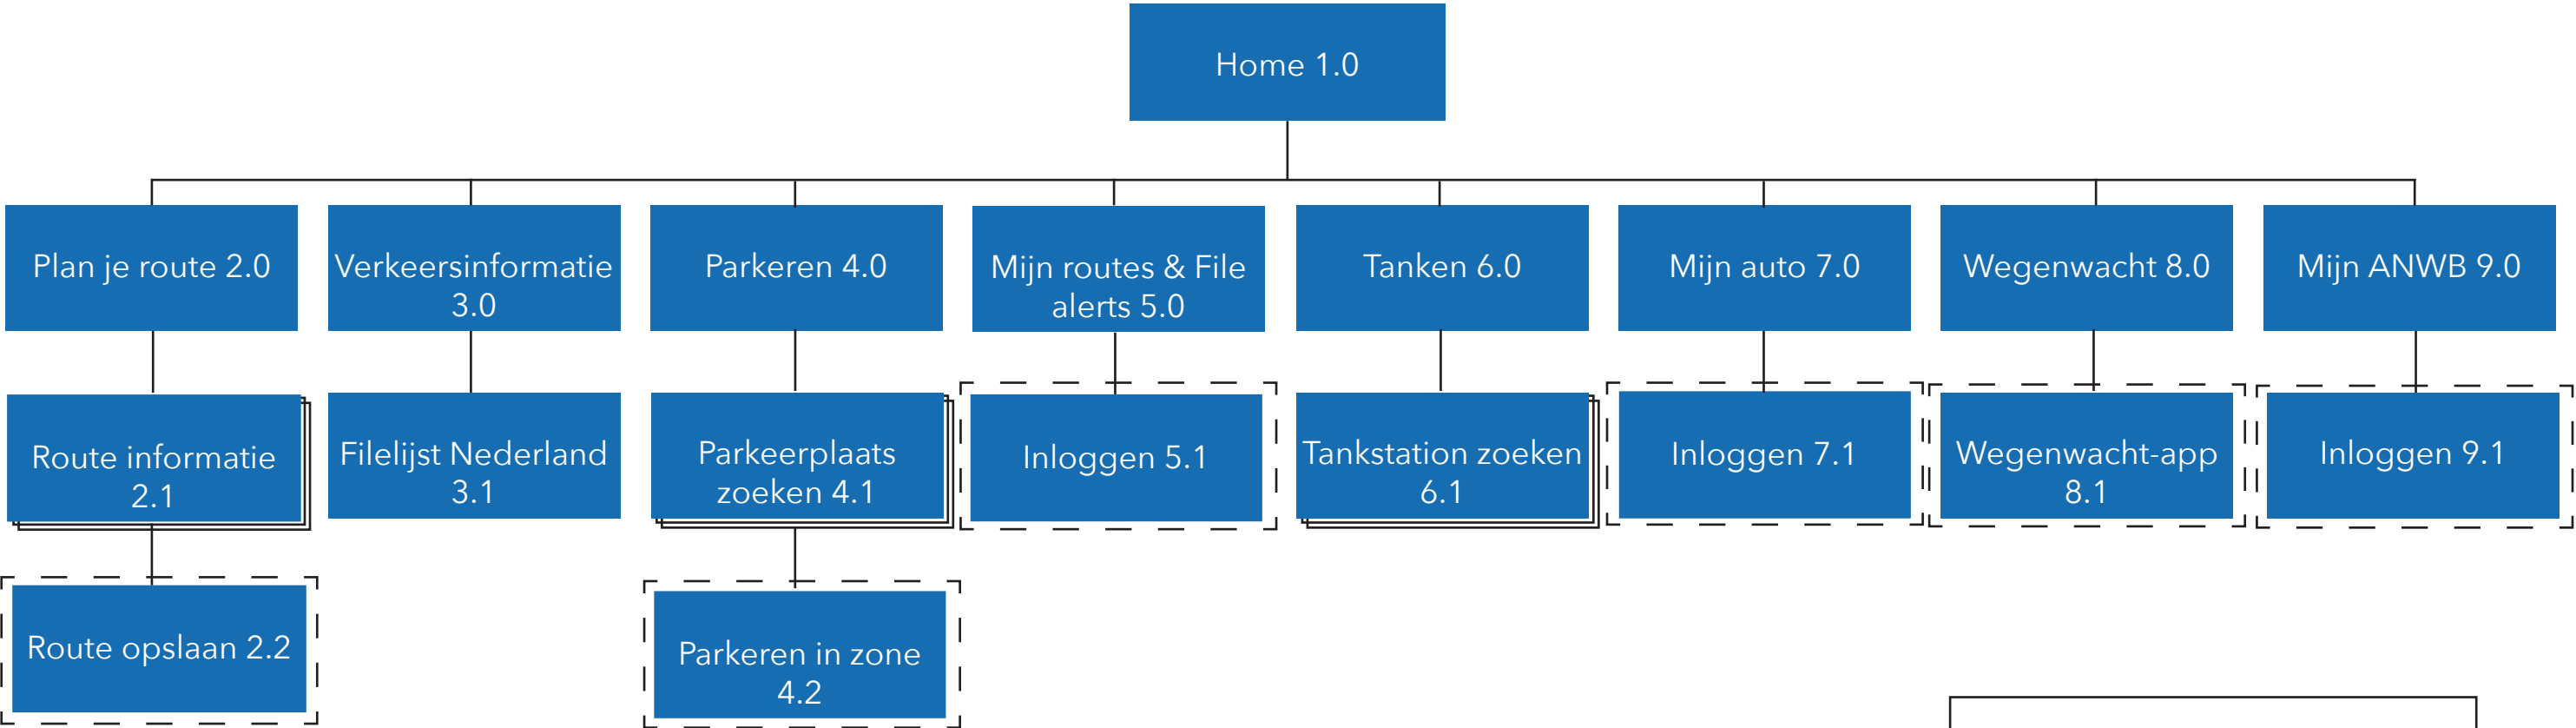 Home 1.0
Plan je route 2.0
Verkeersinformatie
3.0
Parkeren 4.0
Mijn routes & File
alerts 5.0
Tanken 6.0
Mijn auto 7.0
Wegenwacht 8.0
Mijn ANWB 9.0
Route informatie
2.1
Filelijst Nederland
3.1
Parkeerplaats
zoeken 4.1
Inloggen 5.1
Tankstation zoeken
6.1
Inloggen 7.1
Wegenwacht-app
8.1
Inloggen 9.1
Route opslaan 2.2
Parkeren in zone
4.2